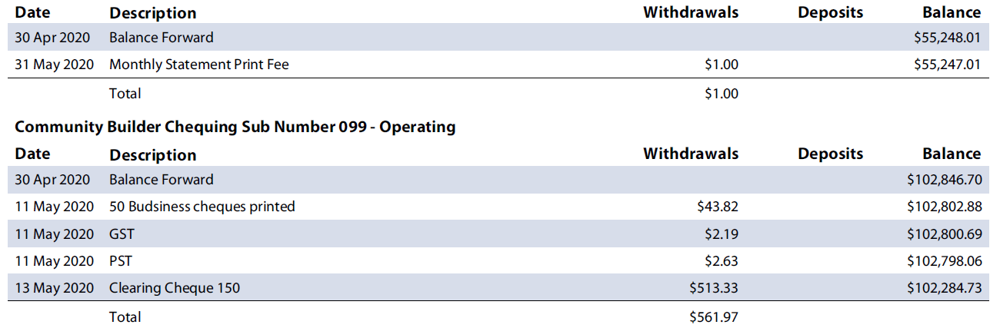 Date Description Withdrawals Deposits Balance
30 Apr 2020 Balance Forward $55,248.01
31 May 2020 Monthly Statement Print Fee $1.00 $55,247.01
Total $1.00
Community Builder Chequing Sub Number 099 - Operating
Date Description Withdrawals Deposits Balance
30 Apr 2020 Balance Forward $102,846.70
11 May 2020 50 Budsiness cheques printed $43.82 $102,802.88
11 May 2020 GST $2.19 $102,800.69
11 May 2020 PST $2.63 $102,798.06
13 May 2020 Clearing Cheque 150 $513.33 $102,284.73
Total $561.97